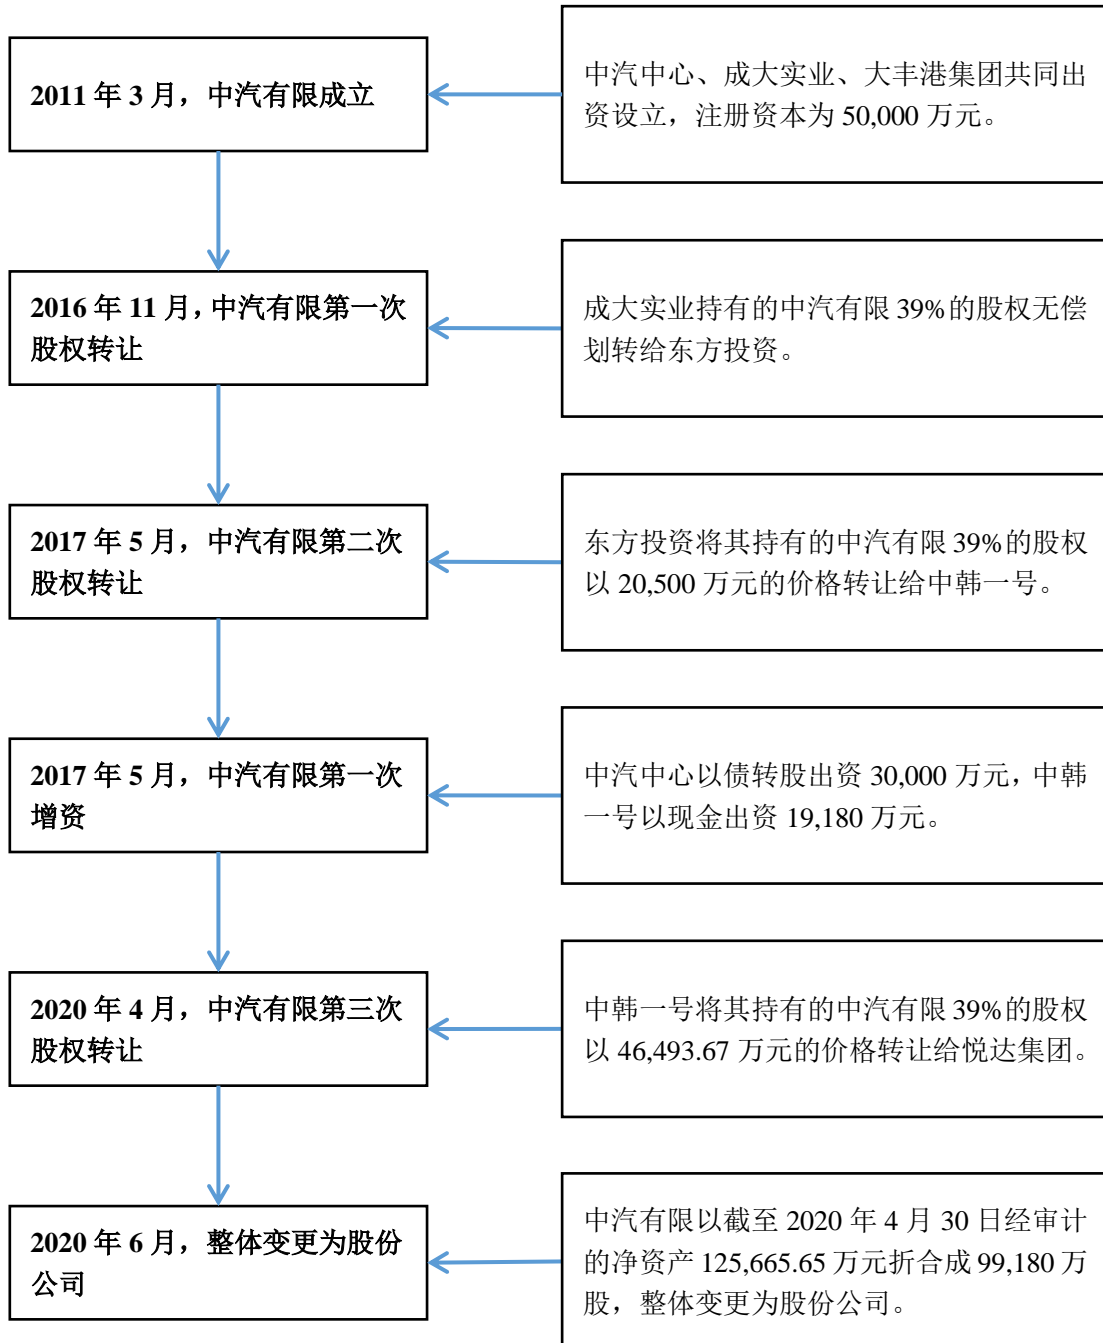 2011 年 3 月，中汽有限成立
中汽中心、成大实业、大丰港集团共同出
资设立，注册资本为 50,000 万元。
2016 年 11 月，中汽有限第一次
股权转让
成大实业持有的中汽有限 39%的股权无偿
划转给东方投资。
2017 年 5 月，中汽有限第二次
股权转让
东方投资将其持有的中汽有限 39%的股权
以 20,500 万元的价格转让给中韩一号。
2017 年 5 月，中汽有限第一次
增资
中汽中心以债转股出资 30,000 万元，中韩
一号以现金出资 19,180 万元。
2020 年 4 月，中汽有限第三次
股权转让
中韩一号将其持有的中汽有限 39%的股权
以 46,493.67 万元的价格转让给悦达集团。
2020 年 6 月，整体变更为股份
公司
中汽有限以截至 2020 年 4 月 30 日经审计
的净资产 125,665.65 万元折合成 99,180 万
股，整体变更为股份公司。